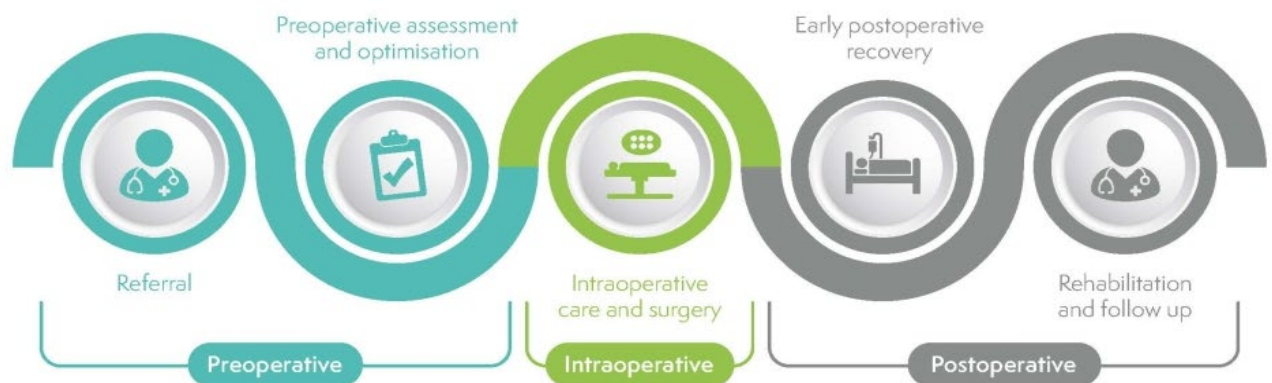 Preoperative assessment
and optimisation
Early postoperative
recovery
Referral
Intraoperative
care and surgery
Rehabilitation
and follow up
Preoperative
Intraoperative
Postoperative